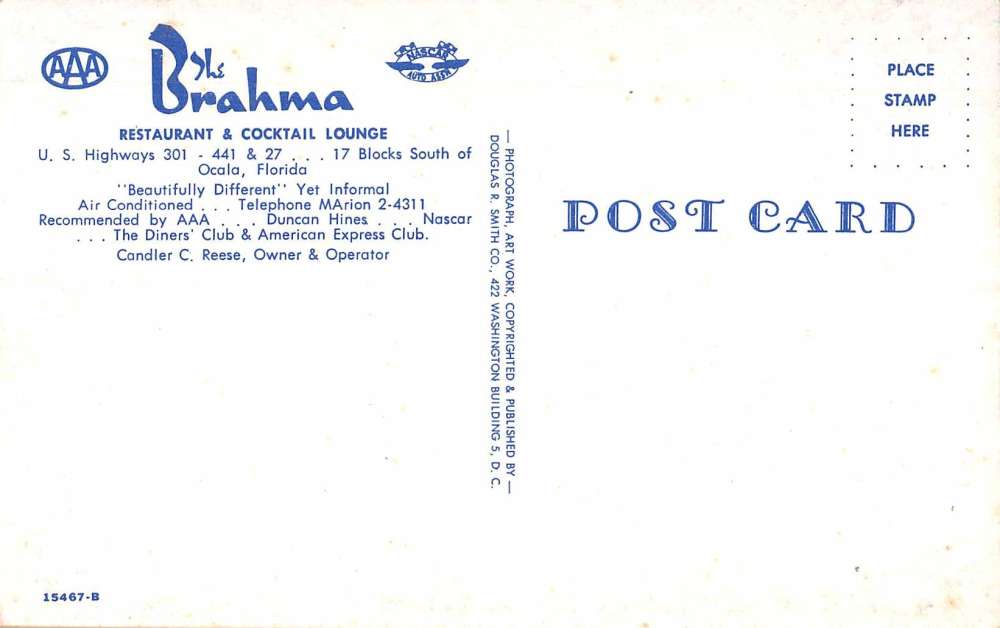 AAA
The
Brahma
NASCAR
AUTO ASS'N
RESTAURANT & COCKTAIL LOUNGE
U. S. Highways 301 - 441 & 27 . . . 17 Blocks South of
Ocala, Florida
"Beautifully Different" Yet Informal
Air Conditioned . . . Telephone MArion 2-4311
Recommended by AAA . . . Duncan Hines . . . Nascar
. . . The Diners' Club & American Express Club.
Candler C. Reese, Owner & Operator
— PHOTOGRAPH, ART WORK, COPYRIGHTED & PUBLISHED BY —
DOUGLAS R. SMITH CO., 422 WASHINGTON BUILDING 5, D. C.
PLACE
STAMP
HERE
POST CARD
15467-B